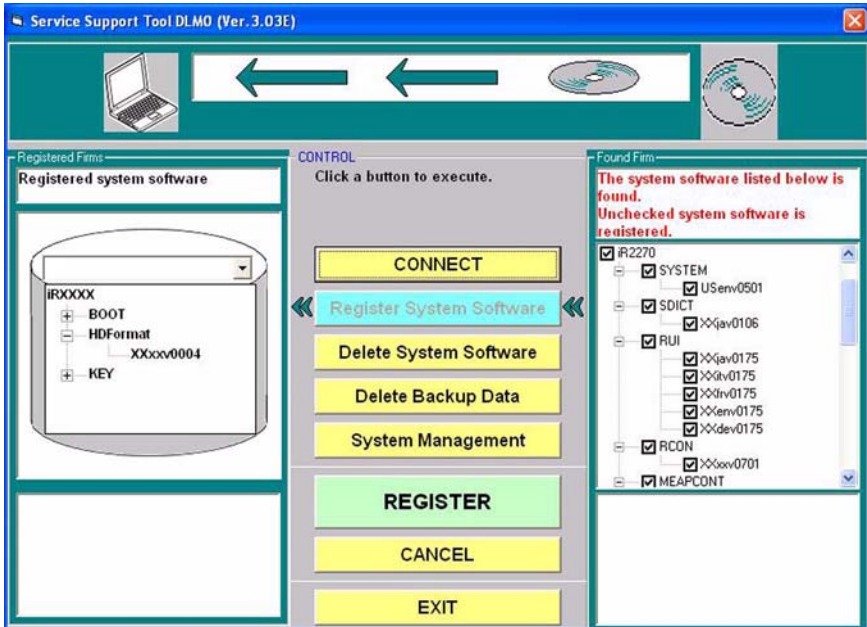 Service Support Tool DLM0 (Ver.3.03E)
Registered Firms
Registered system software
iRXXXX
BOOT
HDFormat
XXxxv0004
KEY
CONTROL
Click a button to execute.
CONNECT
Register System Software
Delete System Software
Delete Backup Data
System Management
REGISTER
CANCEL
EXIT
Found Firm
The system software listed below is
found.
Unchecked system software is
registered.
iR2270
SYSTEM
USenv0501
SDICT
XXjav0106
RUI
XXjav0175
XXitv0175
XXfrv0175
XXenv0175
XXdev0175
RCON
XXxxv0701
MEAPCONT